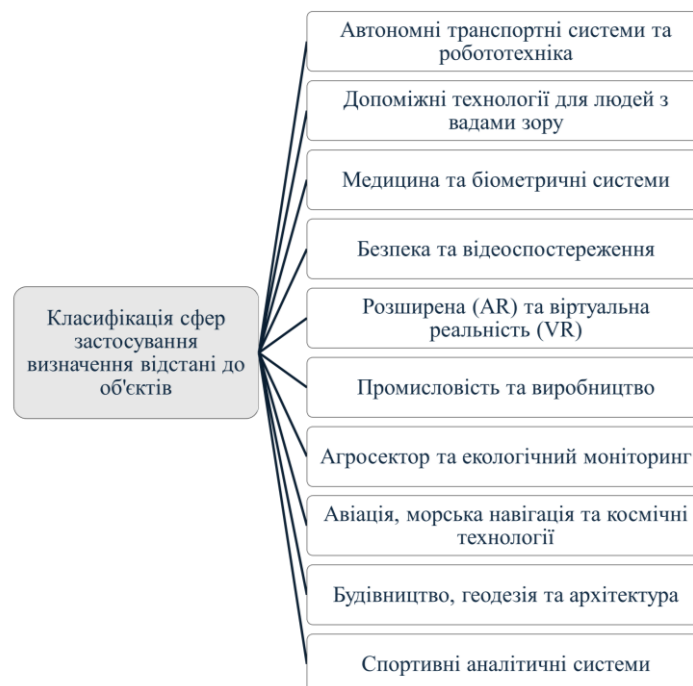 Автономні транспортні системи та
робототехніка
Допоміжні технології для людей з
вадами зору
Медицина та біометричні системи
Безпека та відеоспостереження
Класифікація сфер
застосування
визначення відстані до
об'єктів
Розширена (AR) та віртуальна
реальність (VR)
Промисловість та виробництво
Агросектор та екологічний моніторинг
Авіація, морська навігація та космічні
технології
Будівництво, геодезія та архітектура
Спортивні аналітичні системи